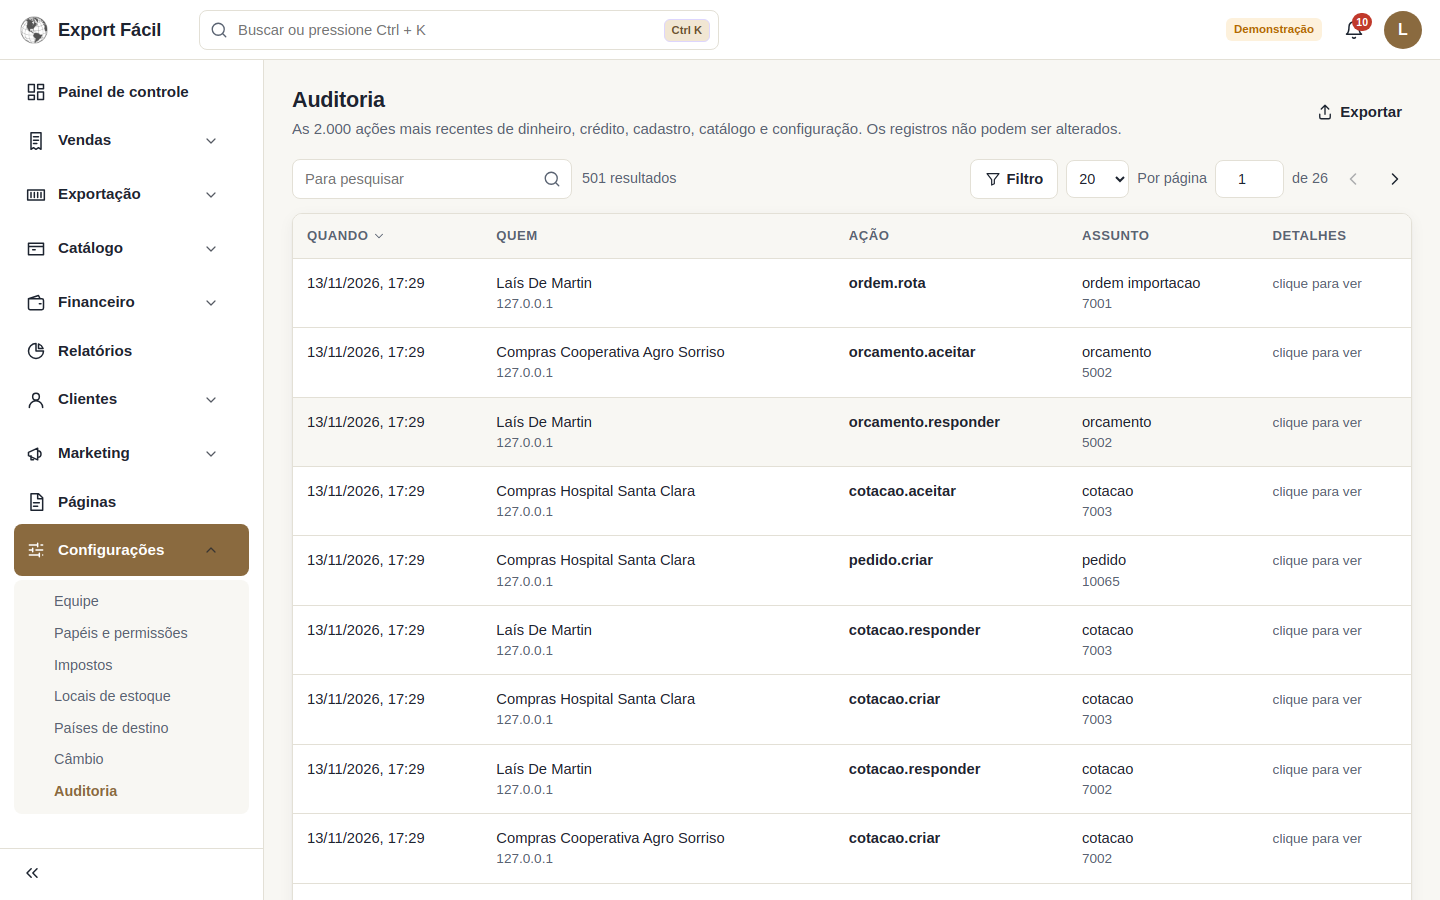 Export Fácil
Buscar ou pressione Ctrl + K
Ctrl K
Demonstração
10
L
Painel de controle
Vendas
Exportação
Catálogo
Financeiro
Relatórios
Clientes
Marketing
Páginas
Configurações
Equipe
Papéis e permissões
Impostos
Locais de estoque
Países de destino
Câmbio
Auditoria
Auditoria
As 2.000 ações mais recentes de dinheiro, crédito, cadastro, catálogo e configuração. Os registros não podem ser alterados.
Exportar
Para pesquisar
501 resultados
Filtro
20
Por página
1
de 26
QUANDO QUEM AÇÃO ASSUNTO DETALHES
13/11/2026, 17:29 Laís De Martin ordem.rota ordem importacao clique para ver
127.0.0.1 7001
13/11/2026, 17:29 Compras Cooperativa Agro Sorriso orcamento.aceitar orcamento clique para ver
127.0.0.1 5002
13/11/2026, 17:29 Laís De Martin orcamento.responder orcamento clique para ver
127.0.0.1 5002
13/11/2026, 17:29 Compras Hospital Santa Clara cotacao.aceitar cotacao clique para ver
127.0.0.1 7003
13/11/2026, 17:29 Compras Hospital Santa Clara pedido.criar pedido clique para ver
127.0.0.1 10065
13/11/2026, 17:29 Laís De Martin cotacao.responder cotacao clique para ver
127.0.0.1 7003
13/11/2026, 17:29 Compras Hospital Santa Clara cotacao.criar cotacao clique para ver
127.0.0.1 7003
13/11/2026, 17:29 Laís De Martin cotacao.responder cotacao clique para ver
127.0.0.1 7002
13/11/2026, 17:29 Compras Cooperativa Agro Sorriso cotacao.criar cotacao clique para ver
127.0.0.1 7002